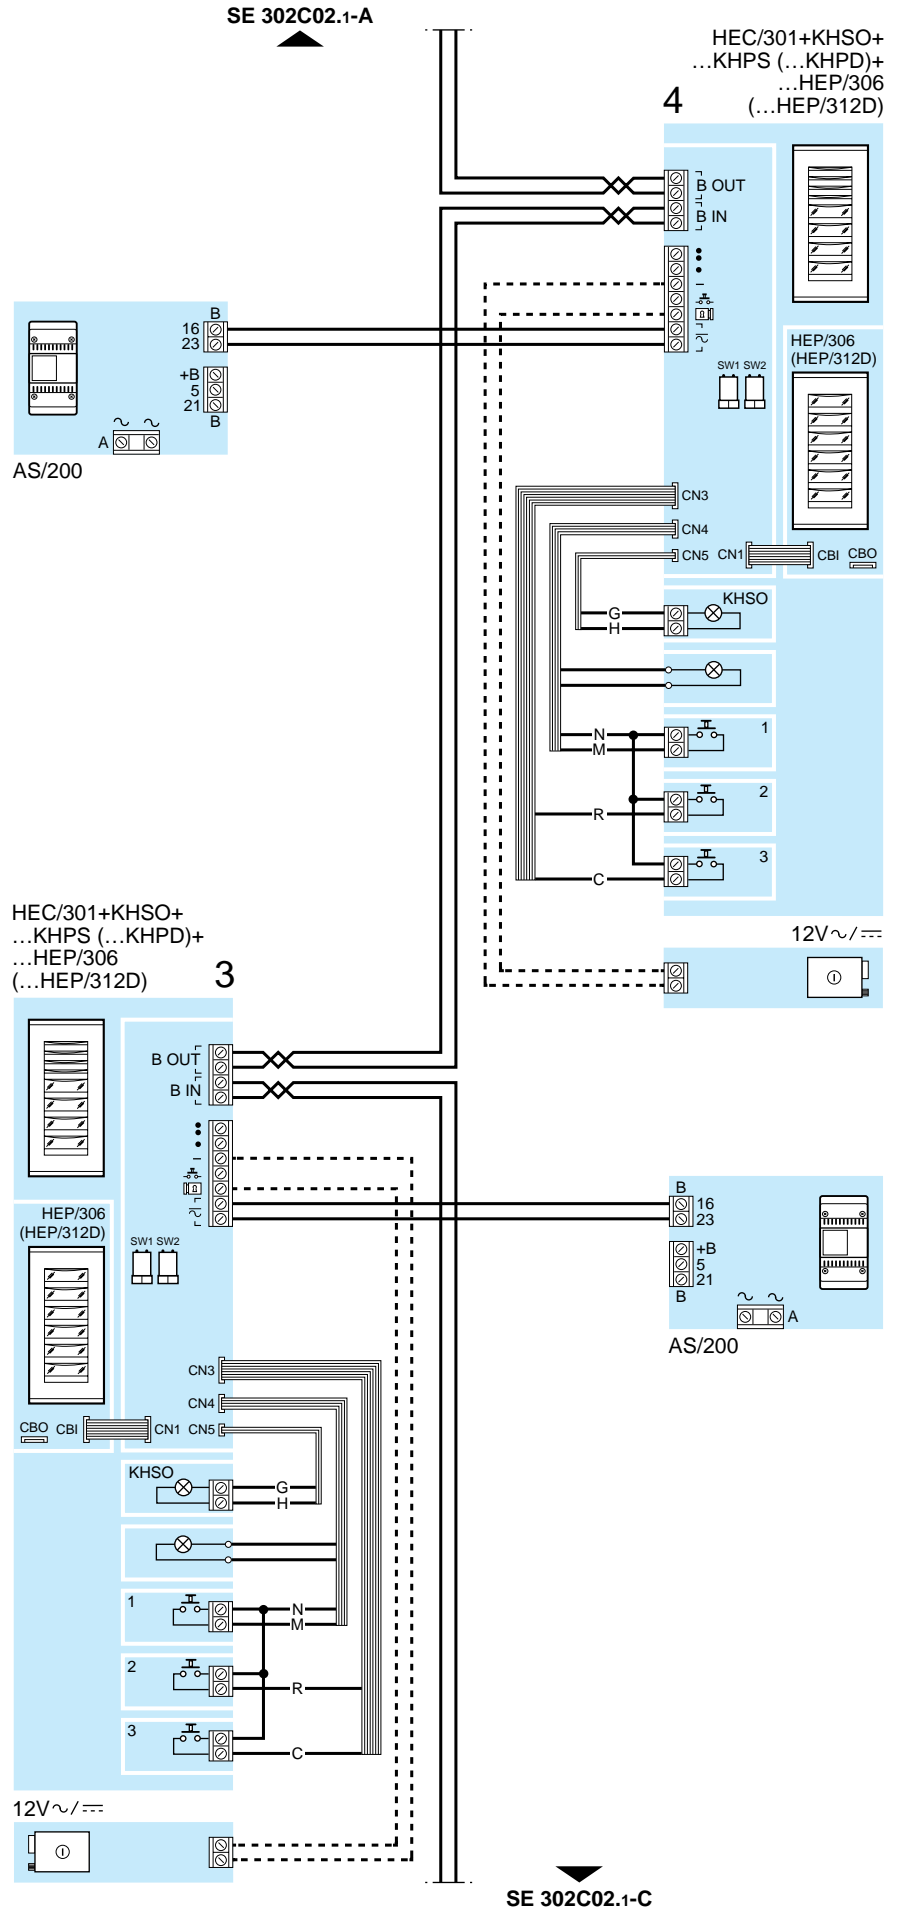 SE 302C02.1-A
HEC/301+KHSO+
...KHPS (...KHPD)+
...HEP/306
(...HEP/312D)
4
B OUT
B IN
B
16
23
+B
5
21
B
A
AS/200
HEP/306
(HEP/312D)
SW1 SW2
CN3
CN4
CN5 CN1 CBI CBO
KHSO
G
H
N
M
1
R
2
C
3
12V~/⎓
HEC/301+KHSO+
...KHPS (...KHPD)+
...HEP/306
(...HEP/312D)
3
B OUT
B IN
HEP/306
(HEP/312D)
SW1 SW2
B
16
23
+B
5
21
B
A
AS/200
CN3
CN4
CBO CBI CN1 CN5
KHSO
G
H
1
N
M
2
R
3
C
12V~/⎓
SE 302C02.1-C